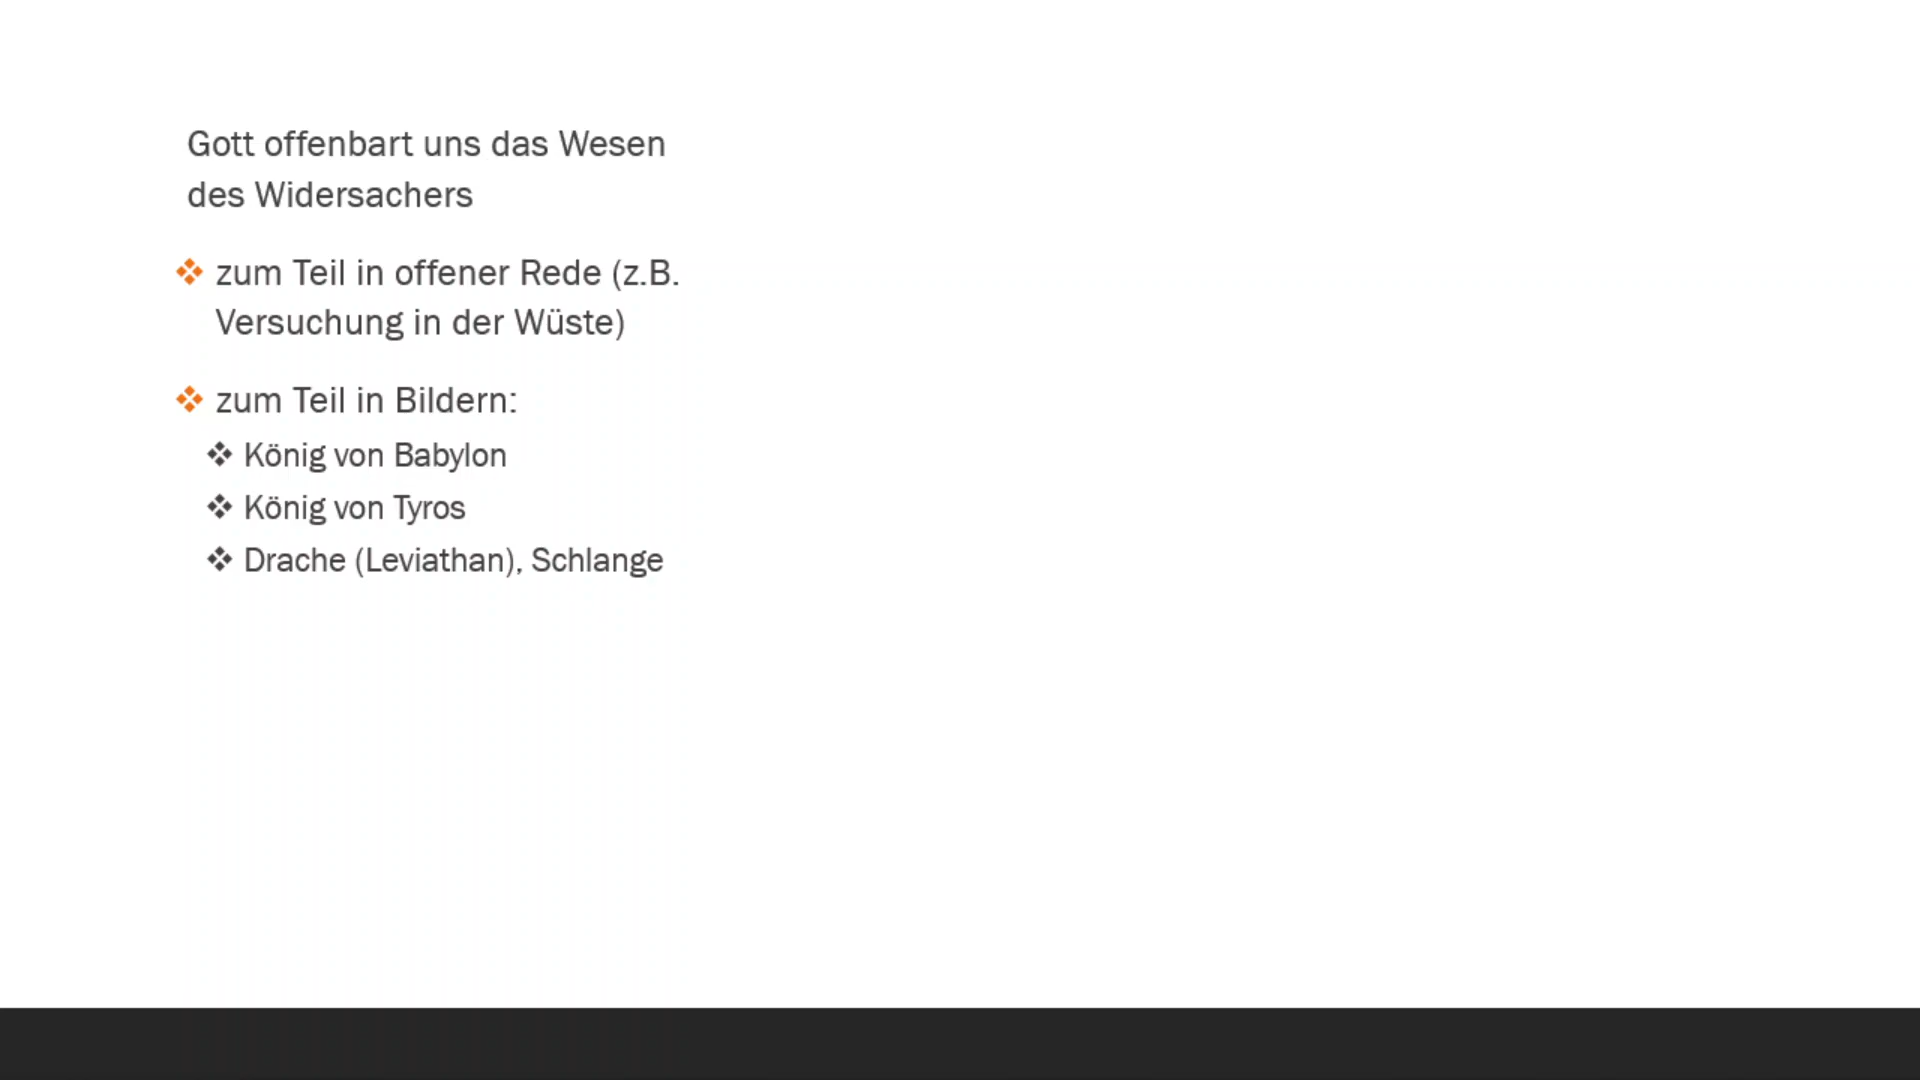 Gott offenbart uns das Wesen
des Widersachers
❖ zum Teil in offener Rede (z.B.
Versuchung in der Wüste)
❖ zum Teil in Bildern:
❖ König von Babylon
❖ König von Tyros
❖ Drache (Leviathan), Schlange